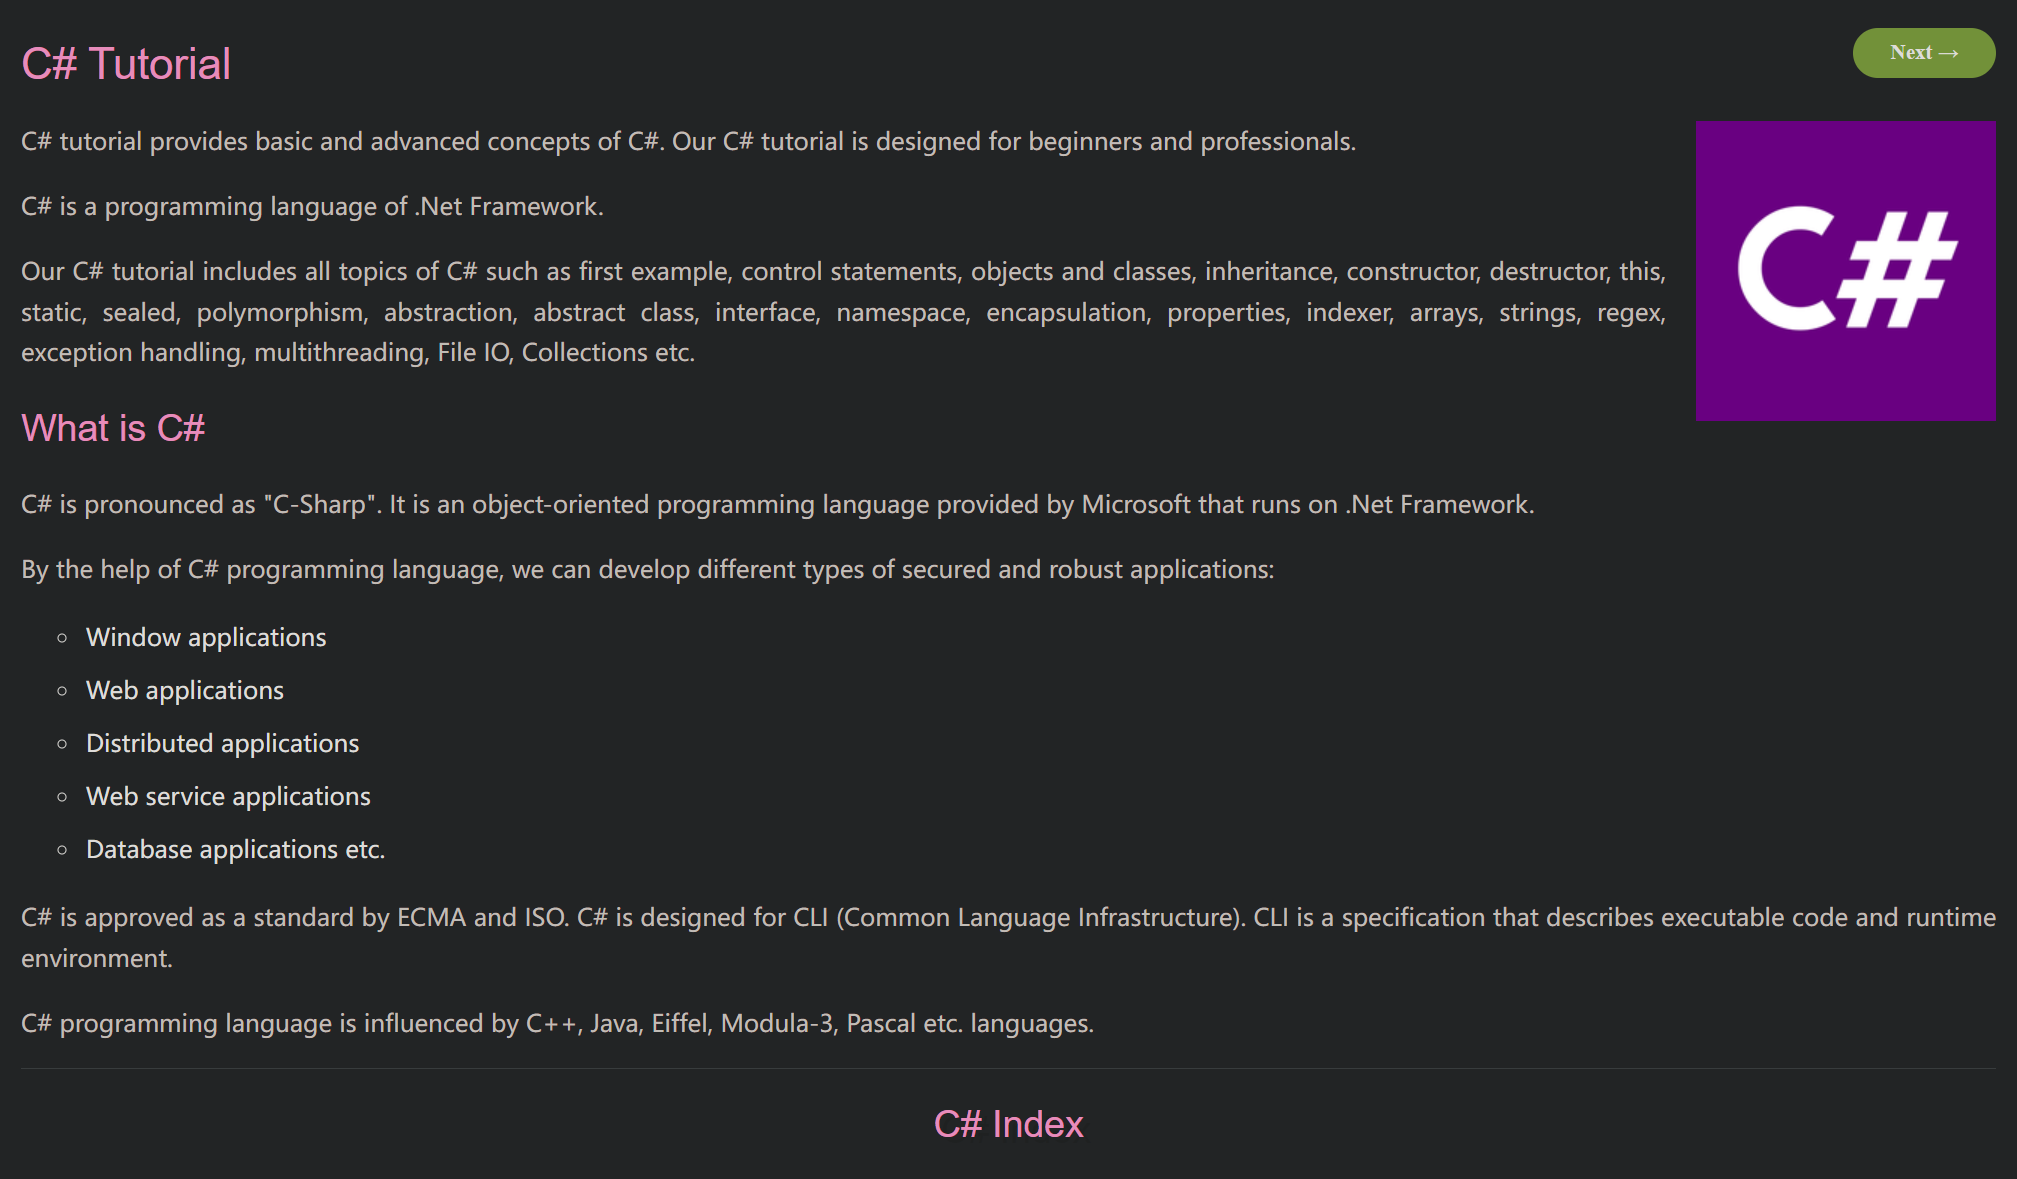 C# Tutorial
Next →
C# tutorial provides basic and advanced concepts of C#. Our C# tutorial is designed for beginners and professionals.
C# is a programming language of .Net Framework.
Our C# tutorial includes all topics of C# such as first example, control statements, objects and classes, inheritance, constructor, destructor, this,
static, sealed, polymorphism, abstraction, abstract class, interface, namespace, encapsulation, properties, indexer, arrays, strings, regex,
exception handling, multithreading, File IO, Collections etc.
C#
What is C#
C# is pronounced as "C-Sharp". It is an object-oriented programming language provided by Microsoft that runs on .Net Framework.
By the help of C# programming language, we can develop different types of secured and robust applications:
Window applications
Web applications
Distributed applications
Web service applications
Database applications etc.
C# is approved as a standard by ECMA and ISO. C# is designed for CLI (Common Language Infrastructure). CLI is a specification that describes executable code and runtime
environment.
C# programming language is influenced by C++, Java, Eiffel, Modula-3, Pascal etc. languages.
C# Index